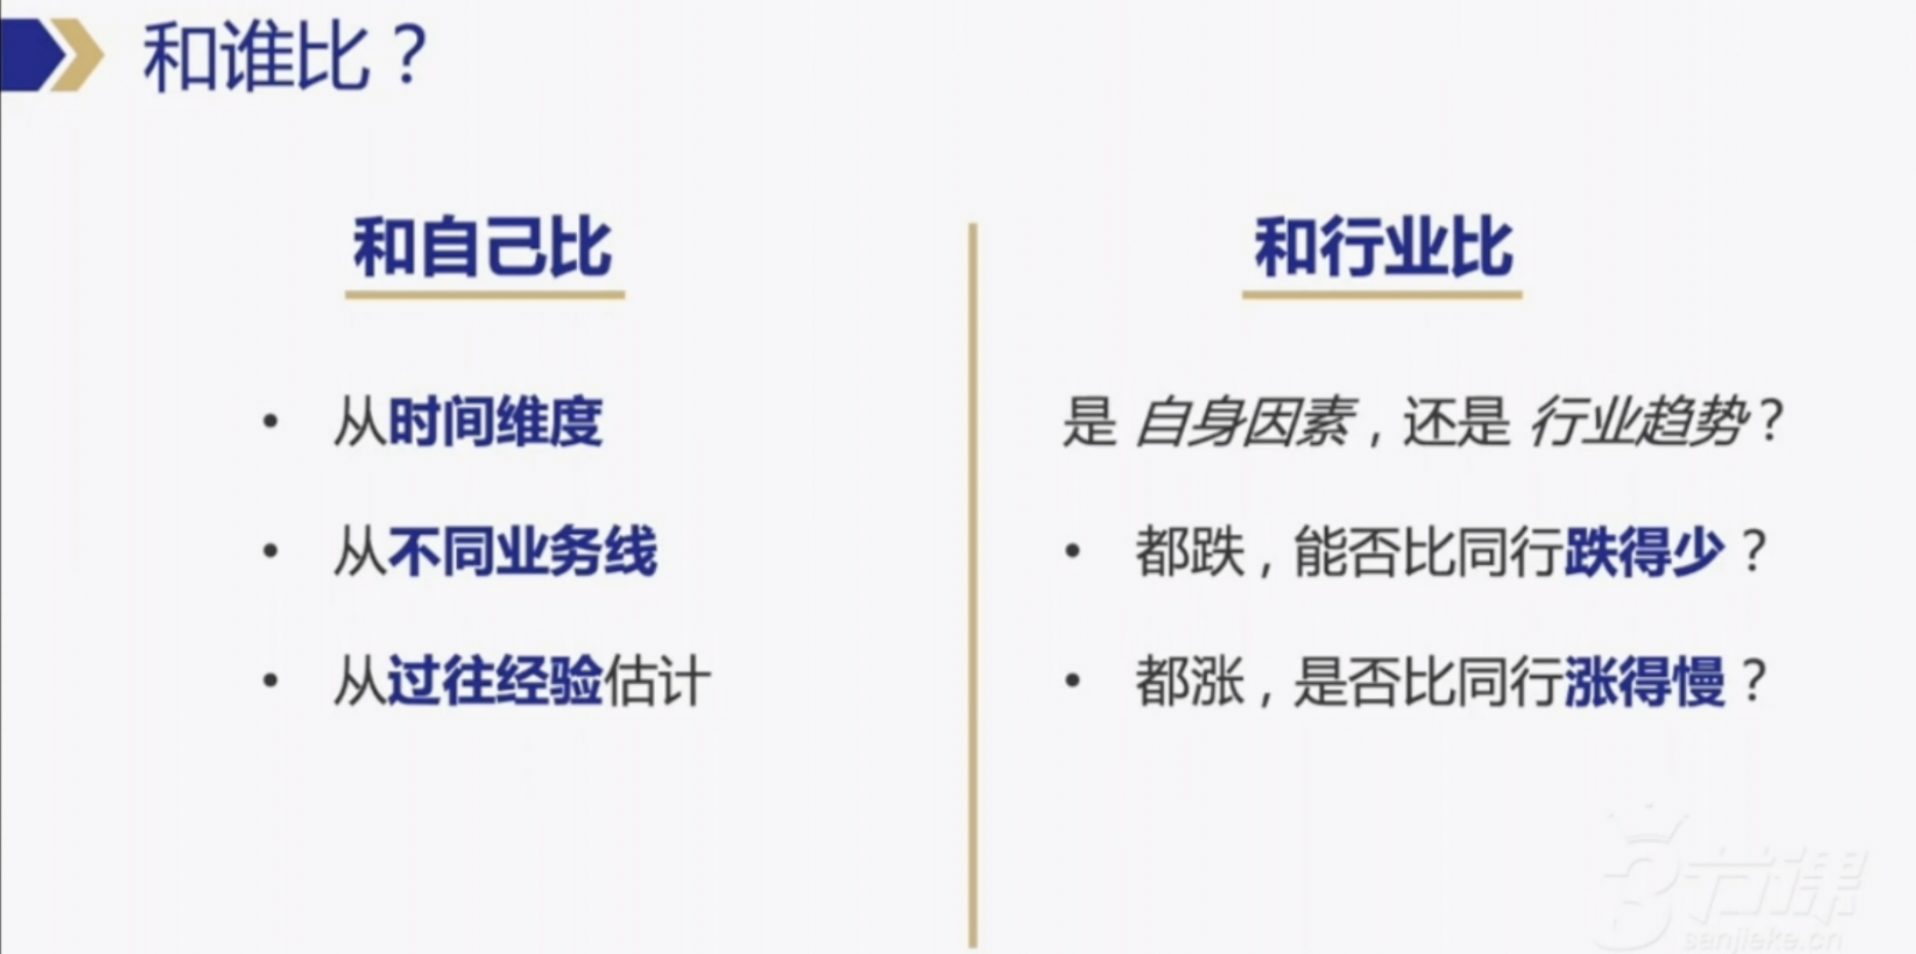 和谁比？
和自己比
• 从时间维度
• 从不同业务线
• 从过往经验估计
和行业比
是 自身因素，还是 行业趋势？
• 都跌，能否比同行跌得少？
• 都涨，是否比同行涨得慢？
3节课
sanjieke.cn